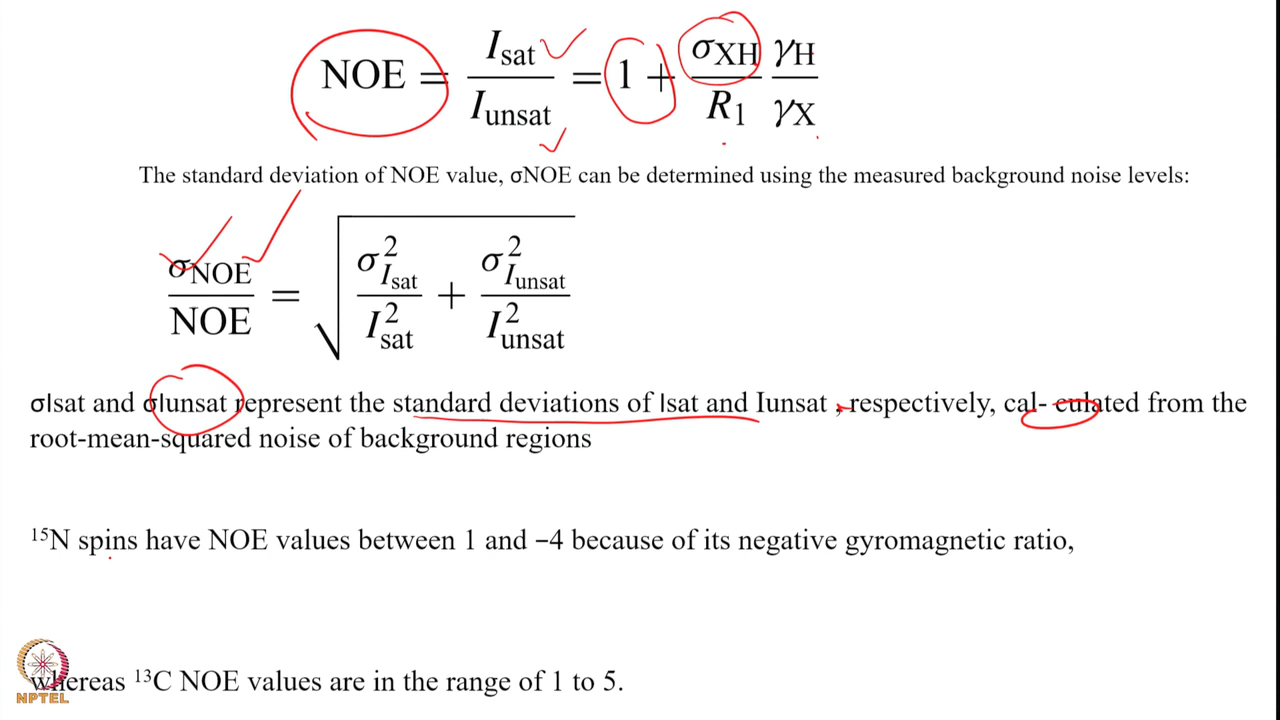 NOE = I_sat / I_unsat = 1 + (σ_XH / R_1) (γ_H / γ_X)
The standard deviation of NOE value, σNOE can be determined using the measured background noise levels:
σ_NOE / NOE = √(σ²_{I_sat} / I²_sat + σ²_{I_unsat} / I²_unsat)
σIsat and σIunsat represent the standard deviations of Isat and Iunsat , respectively, cal- culated from the
root-mean-squared noise of background regions
¹⁵N spins have NOE values between 1 and −4 because of its negative gyromagnetic ratio,
whereas ¹³C NOE values are in the range of 1 to 5.
NPTEL